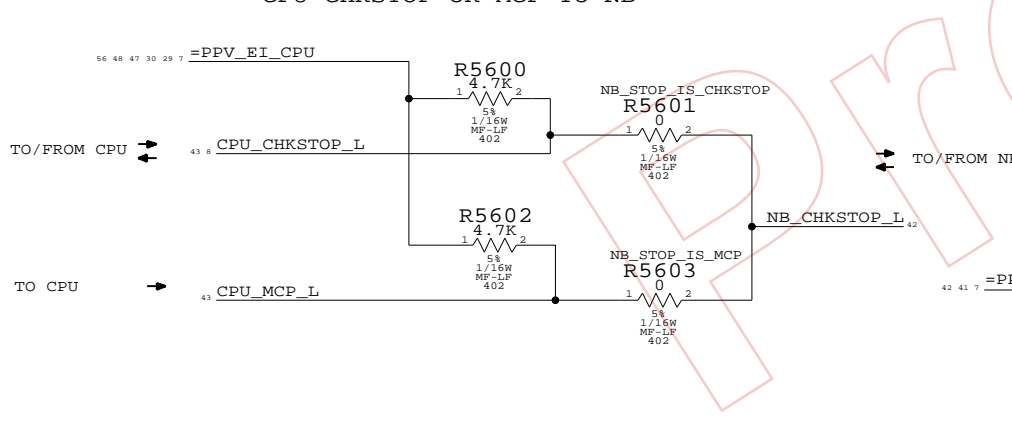 CPU CHKSTOP OR MCP TO NB
56 48 47 30 29 7 =PPV_EI_CPU
R5600
4.7K
1 2
5%
1/16W
MF-LF
402
NB_STOP_IS_CHKSTOP
R5601
0
1 2
5%
1/16W
MF-LF
402
TO/FROM CPU
43 8 CPU_CHKSTOP_L
TO/FROM NB
NB_CHKSTOP_L 42
R5602
4.7K
1 2
5%
1/16W
MF-LF
402
NB_STOP_IS_MCP
R5603
0
1 2
5%
1/16W
MF-LF
402
TO CPU
43 CPU_MCP_L
42 41 7 =PP
Pr